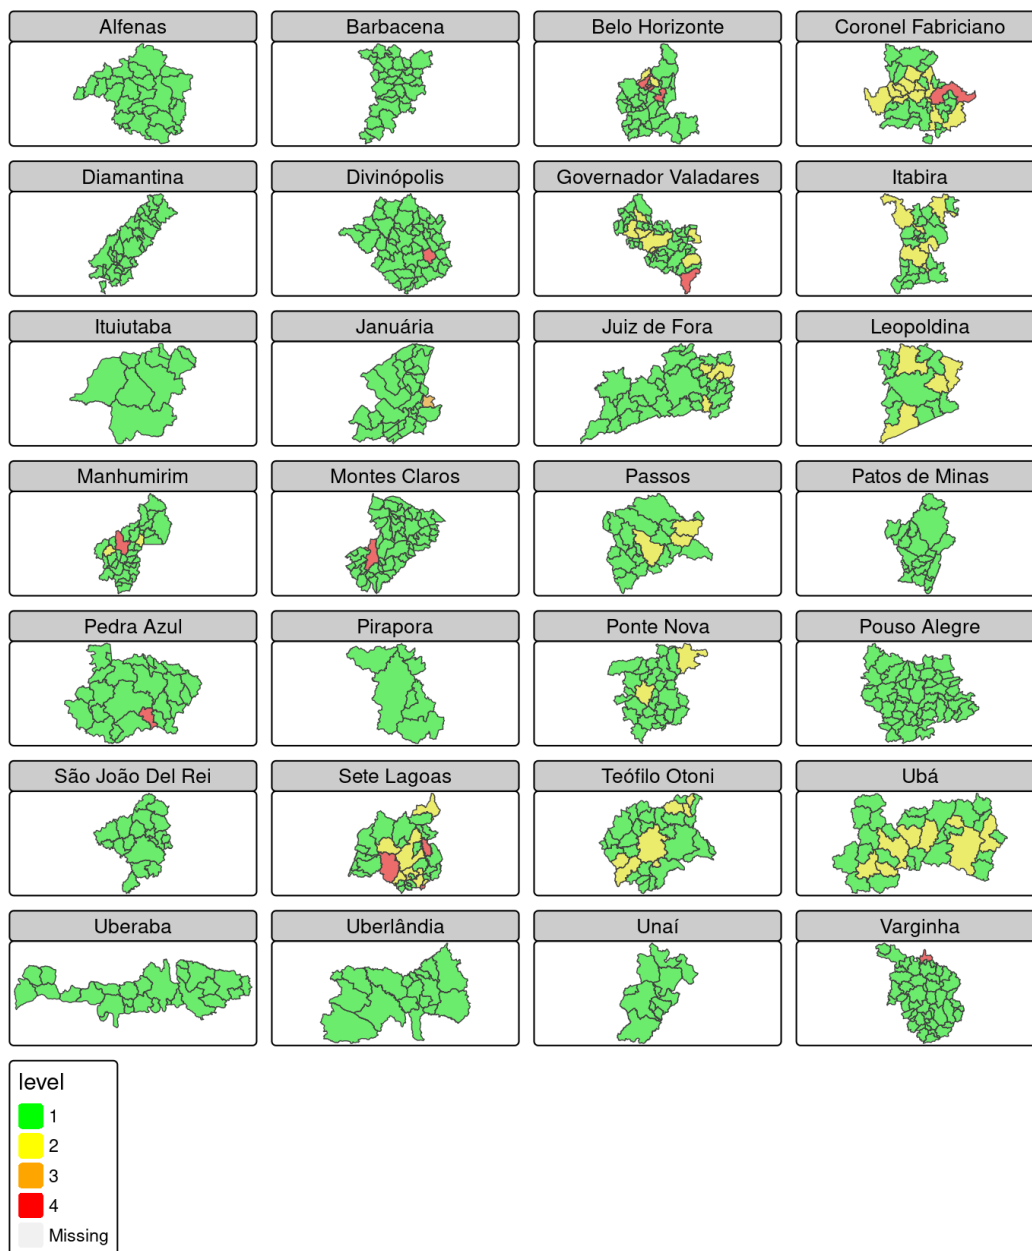 Alfenas
Barbacena
Belo Horizonte
Coronel Fabriciano
Diamantina
Divinópolis
Governador Valadares
Itabira
Ituiutaba
Januária
Juiz de Fora
Leopoldina
Manhumirim
Montes Claros
Passos
Patos de Minas
Pedra Azul
Pirapora
Ponte Nova
Pouso Alegre
São João Del Rei
Sete Lagoas
Teófilo Otoni
Ubá
Uberaba
Uberlândia
Unaí
Varginha
level
1
2
3
4
Missing